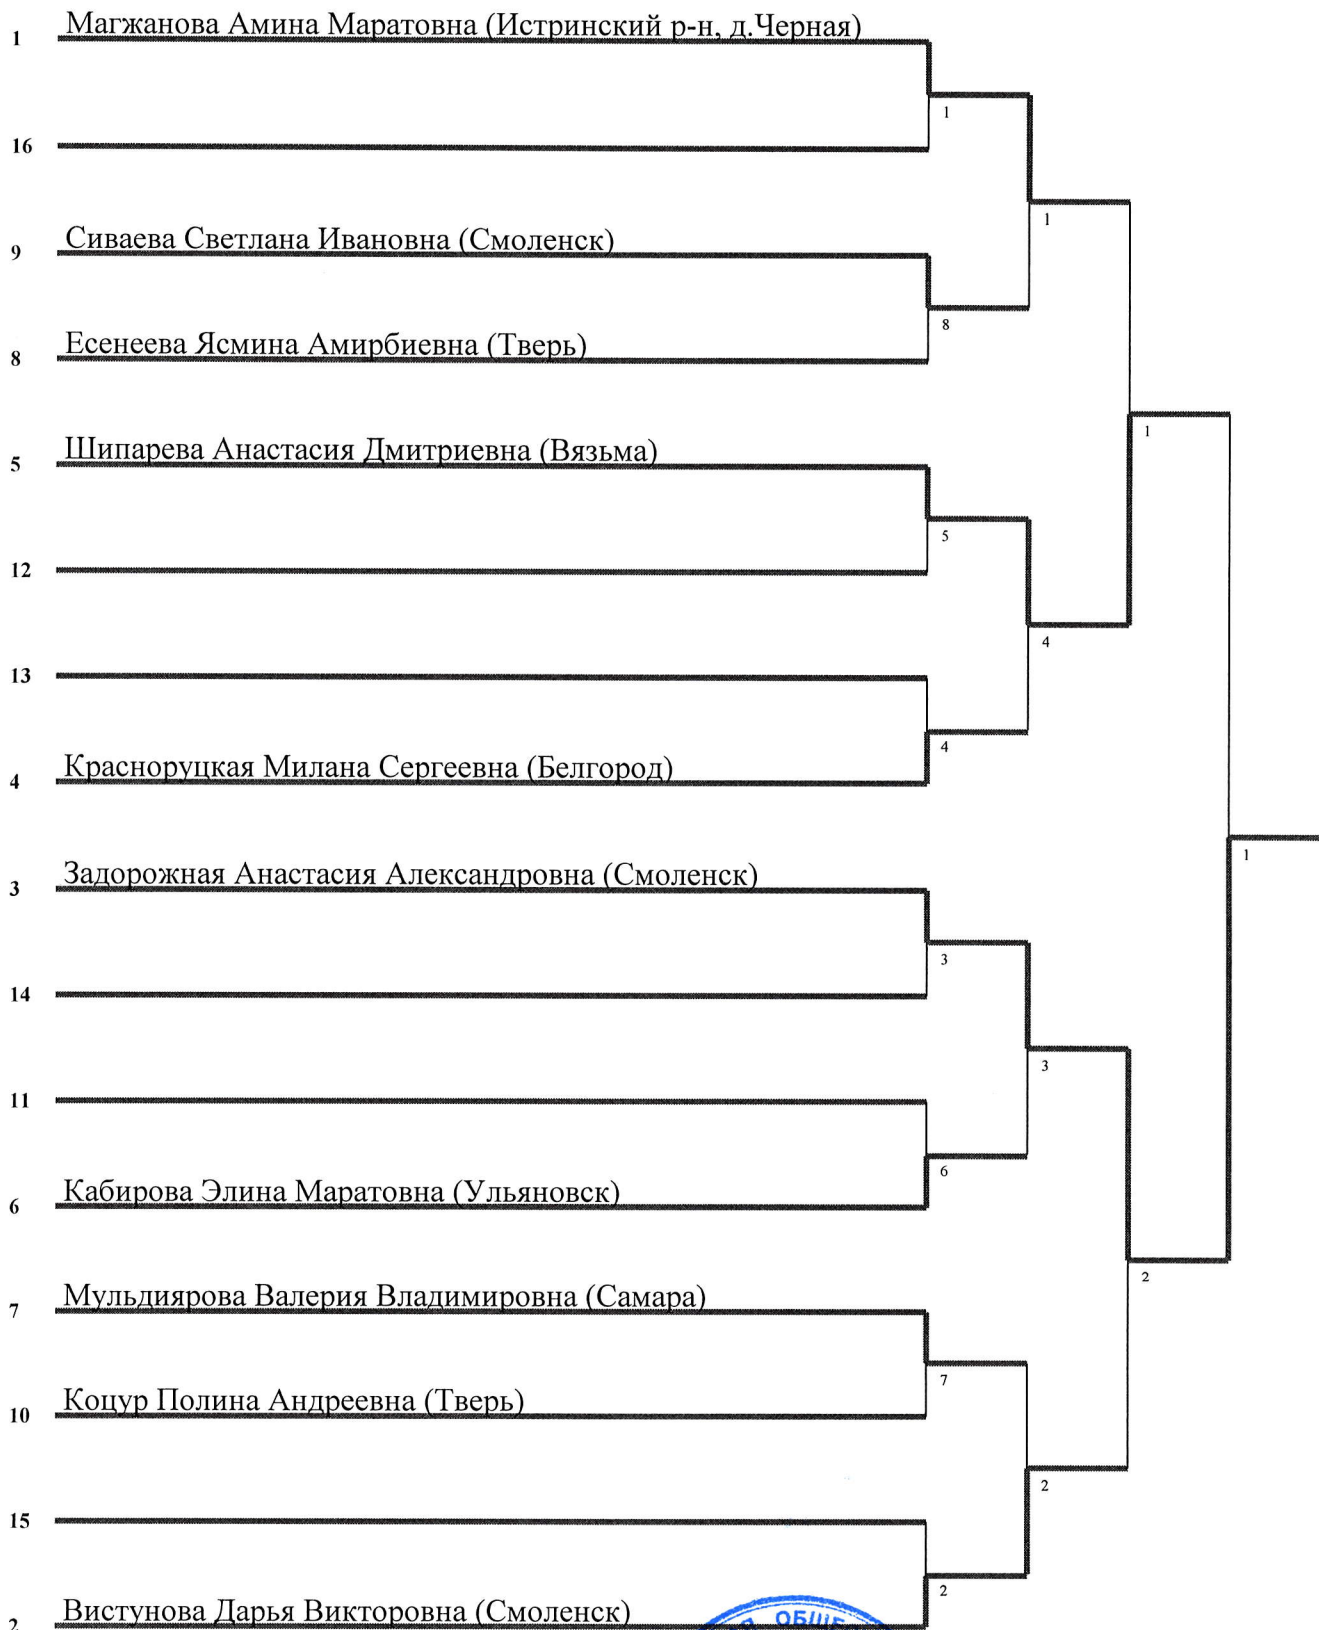 1 Магжанова Амина Маратовна (Истринский р-н, д.Черная)
1
16
1
9 Сиваева Светлана Ивановна (Смоленск)
8
8 Есенеева Ясмина Амирбиевна (Тверь)
1
5 Шипарева Анастасия Дмитриевна (Вязьма)
5
12
4
13
4
4 Красноруцкая Милана Сергеевна (Белгород)
1
3 Задорожная Анастасия Александровна (Смоленск)
3
14
3
11
6
6 Кабирова Элина Маратовна (Ульяновск)
2
7 Мульдиярова Валерия Владимировна (Самара)
7
10 Коцур Полина Андреевна (Тверь)
2
15
2
2 Вистунова Дарья Викторовна (Смоленск)